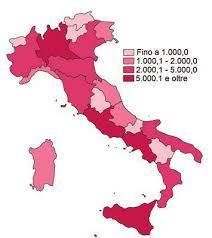 Fino a 1.000,0
1.000,1 - 2.000,0
2.000,1 - 5.000,0
5.000.1 e oltre